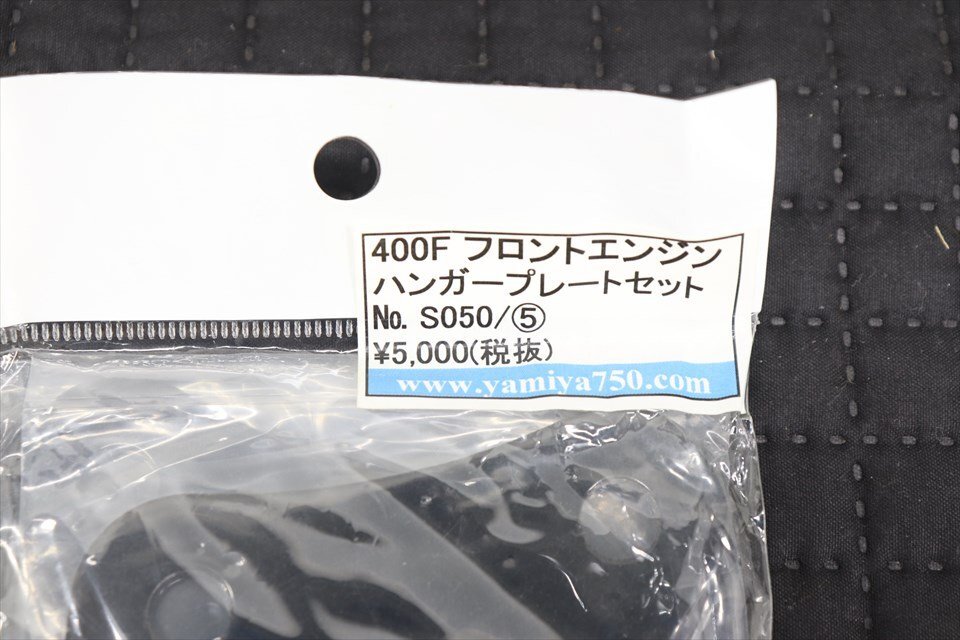 400F フロントエンジン
ハンガープレートセット
No. S050/⑤
¥5,000(税抜)
www.yamiya750.com